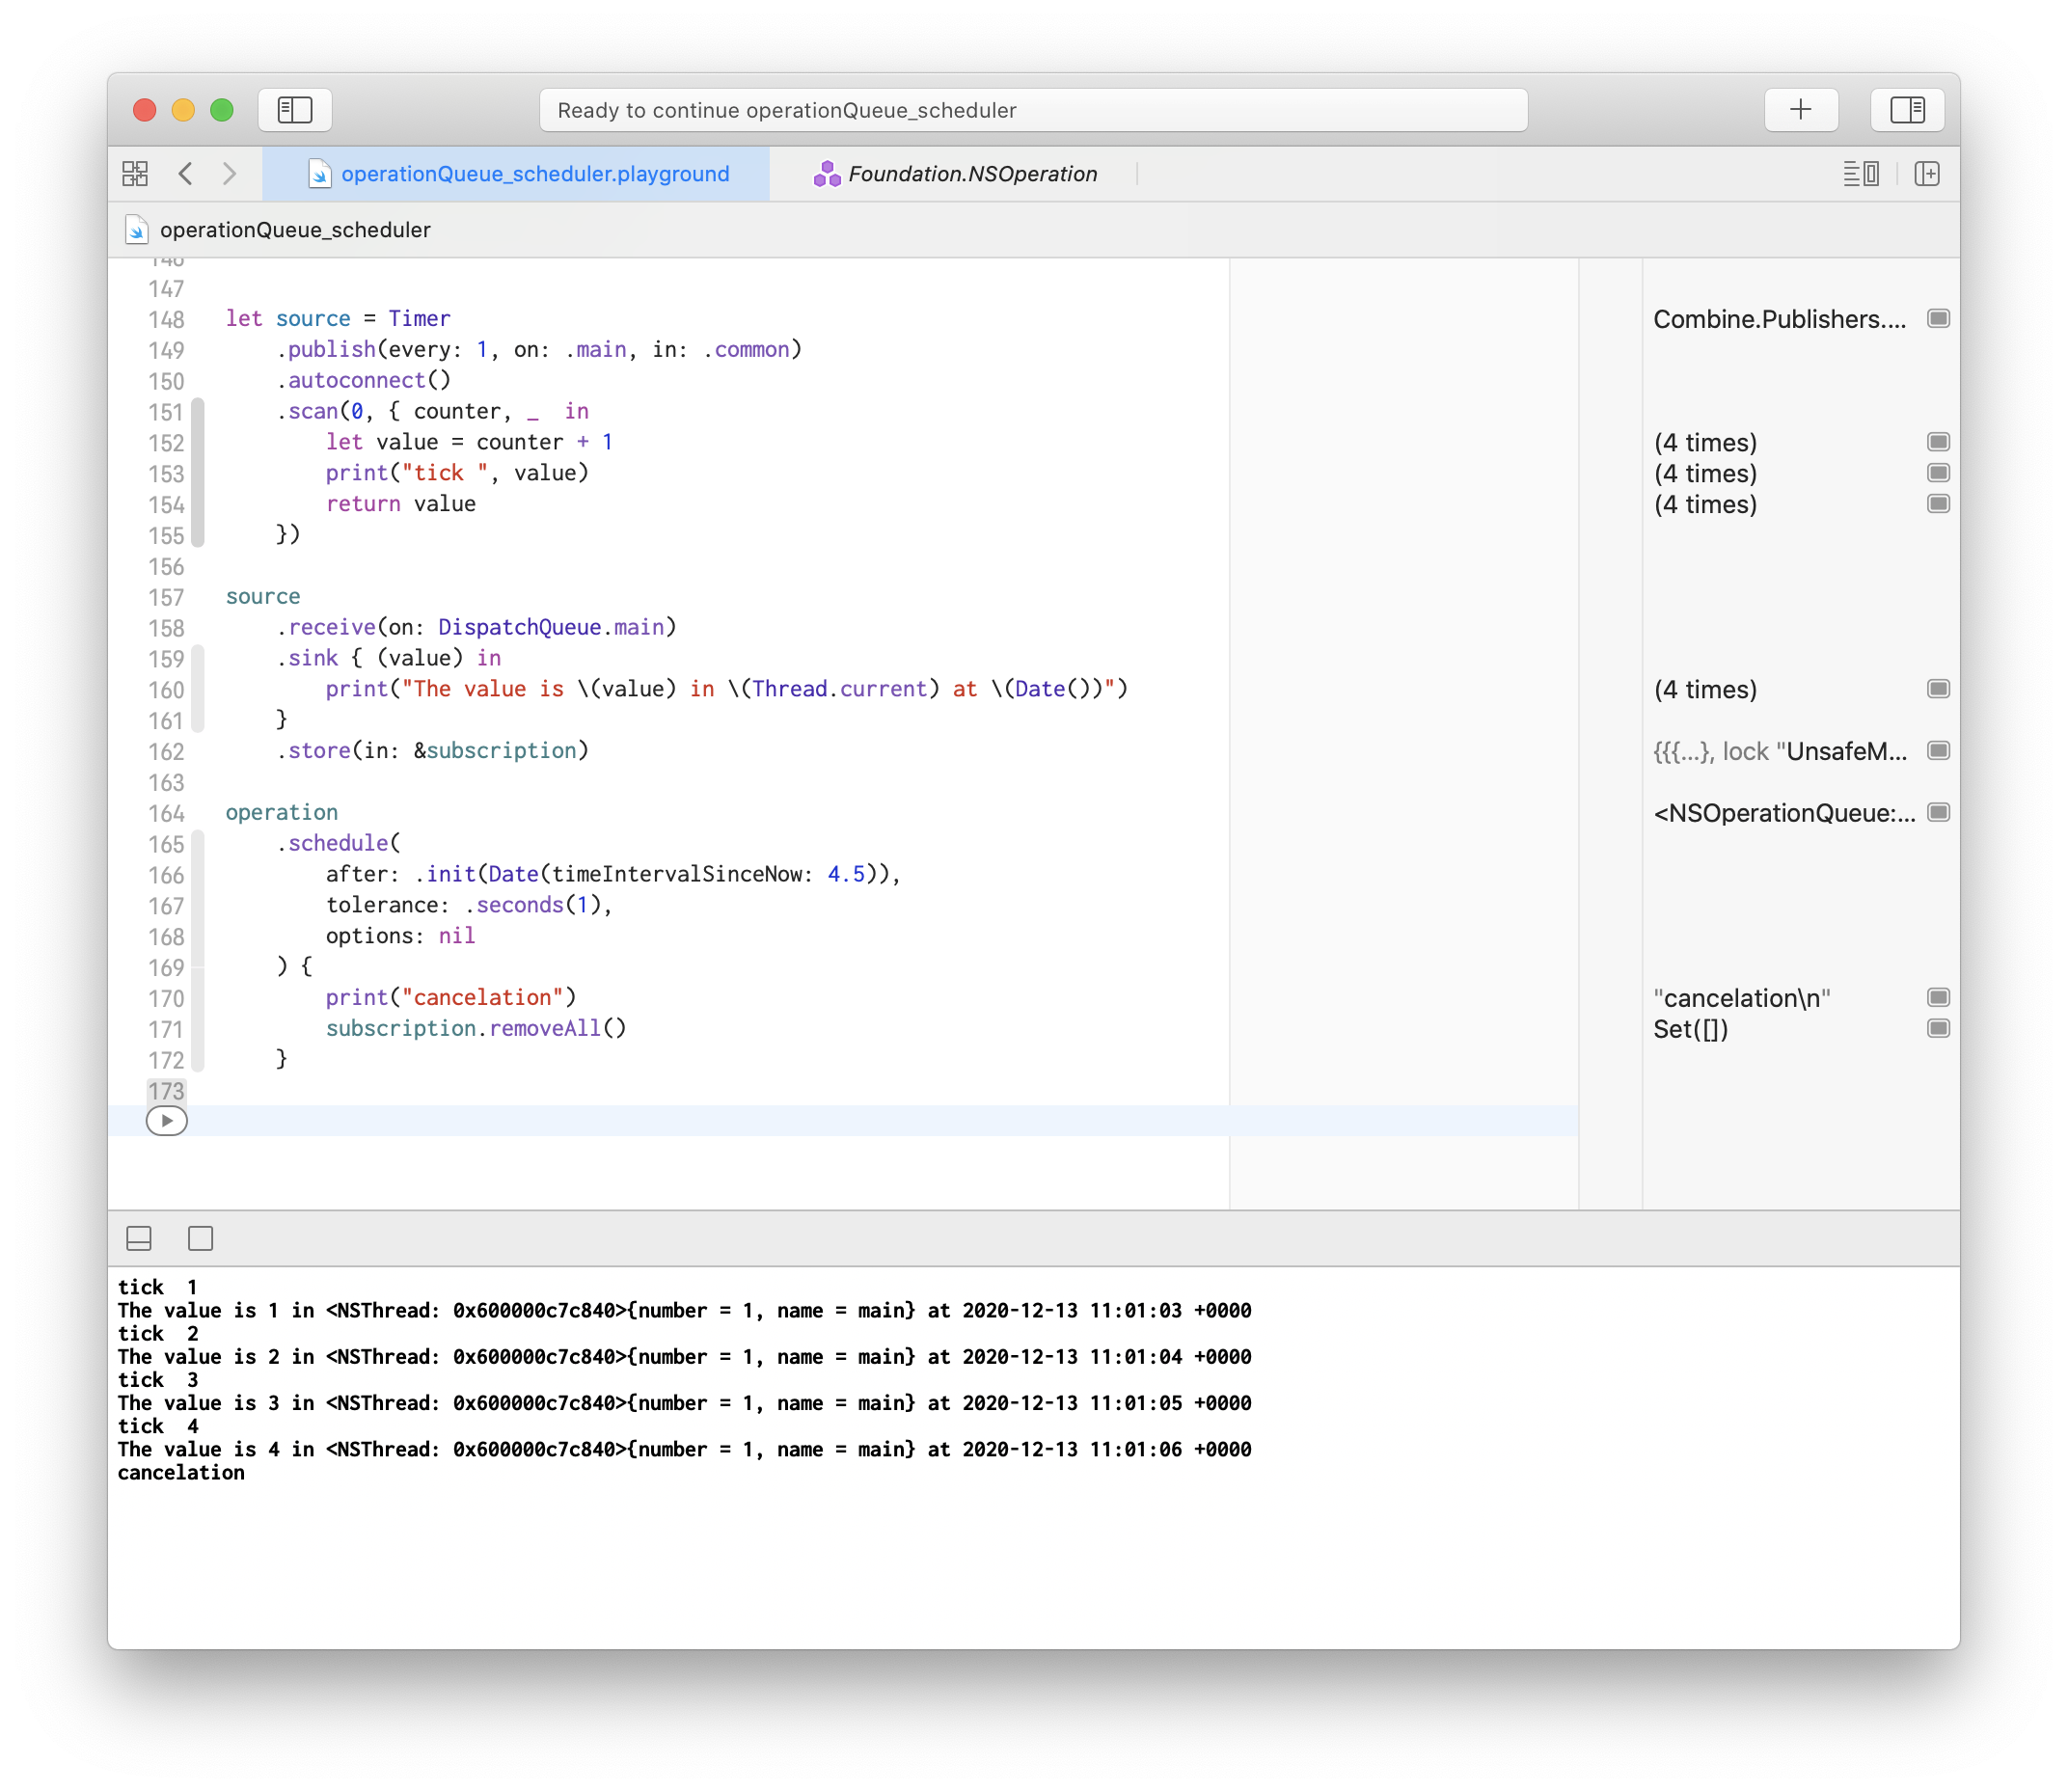 Ready to continue operationQueue_scheduler
operationQueue_scheduler.playground
Foundation.NSOperation
operationQueue_scheduler
146
147
148 let source = Timer Combine.Publishers....
149 .publish(every: 1, on: .main, in: .common)
150 .autoconnect()
151 .scan(0, { counter, _  in
152 let value = counter + 1 (4 times)
153 print("tick ", value) (4 times)
154 return value (4 times)
155 })
156
157 source
158 .receive(on: DispatchQueue.main)
159 .sink { (value) in
160 print("The value is \(value) in \(Thread.current) at \(Date())") (4 times)
161 }
162 .store(in: &subscription) {{{...}, lock "UnsafeM...
163
164 operation <NSOperationQueue:...
165 .schedule(
166 after: .init(Date(timeIntervalSinceNow: 4.5)),
167 tolerance: .seconds(1),
168 options: nil
169 ) {
170 print("cancelation") "cancelation\n"
171 subscription.removeAll() Set([])
172 }
173
tick  1
The value is 1 in <NSThread: 0x600000c7c840>{number = 1, name = main} at 2020-12-13 11:01:03 +0000
tick  2
The value is 2 in <NSThread: 0x600000c7c840>{number = 1, name = main} at 2020-12-13 11:01:04 +0000
tick  3
The value is 3 in <NSThread: 0x600000c7c840>{number = 1, name = main} at 2020-12-13 11:01:05 +0000
tick  4
The value is 4 in <NSThread: 0x600000c7c840>{number = 1, name = main} at 2020-12-13 11:01:06 +0000
cancelation